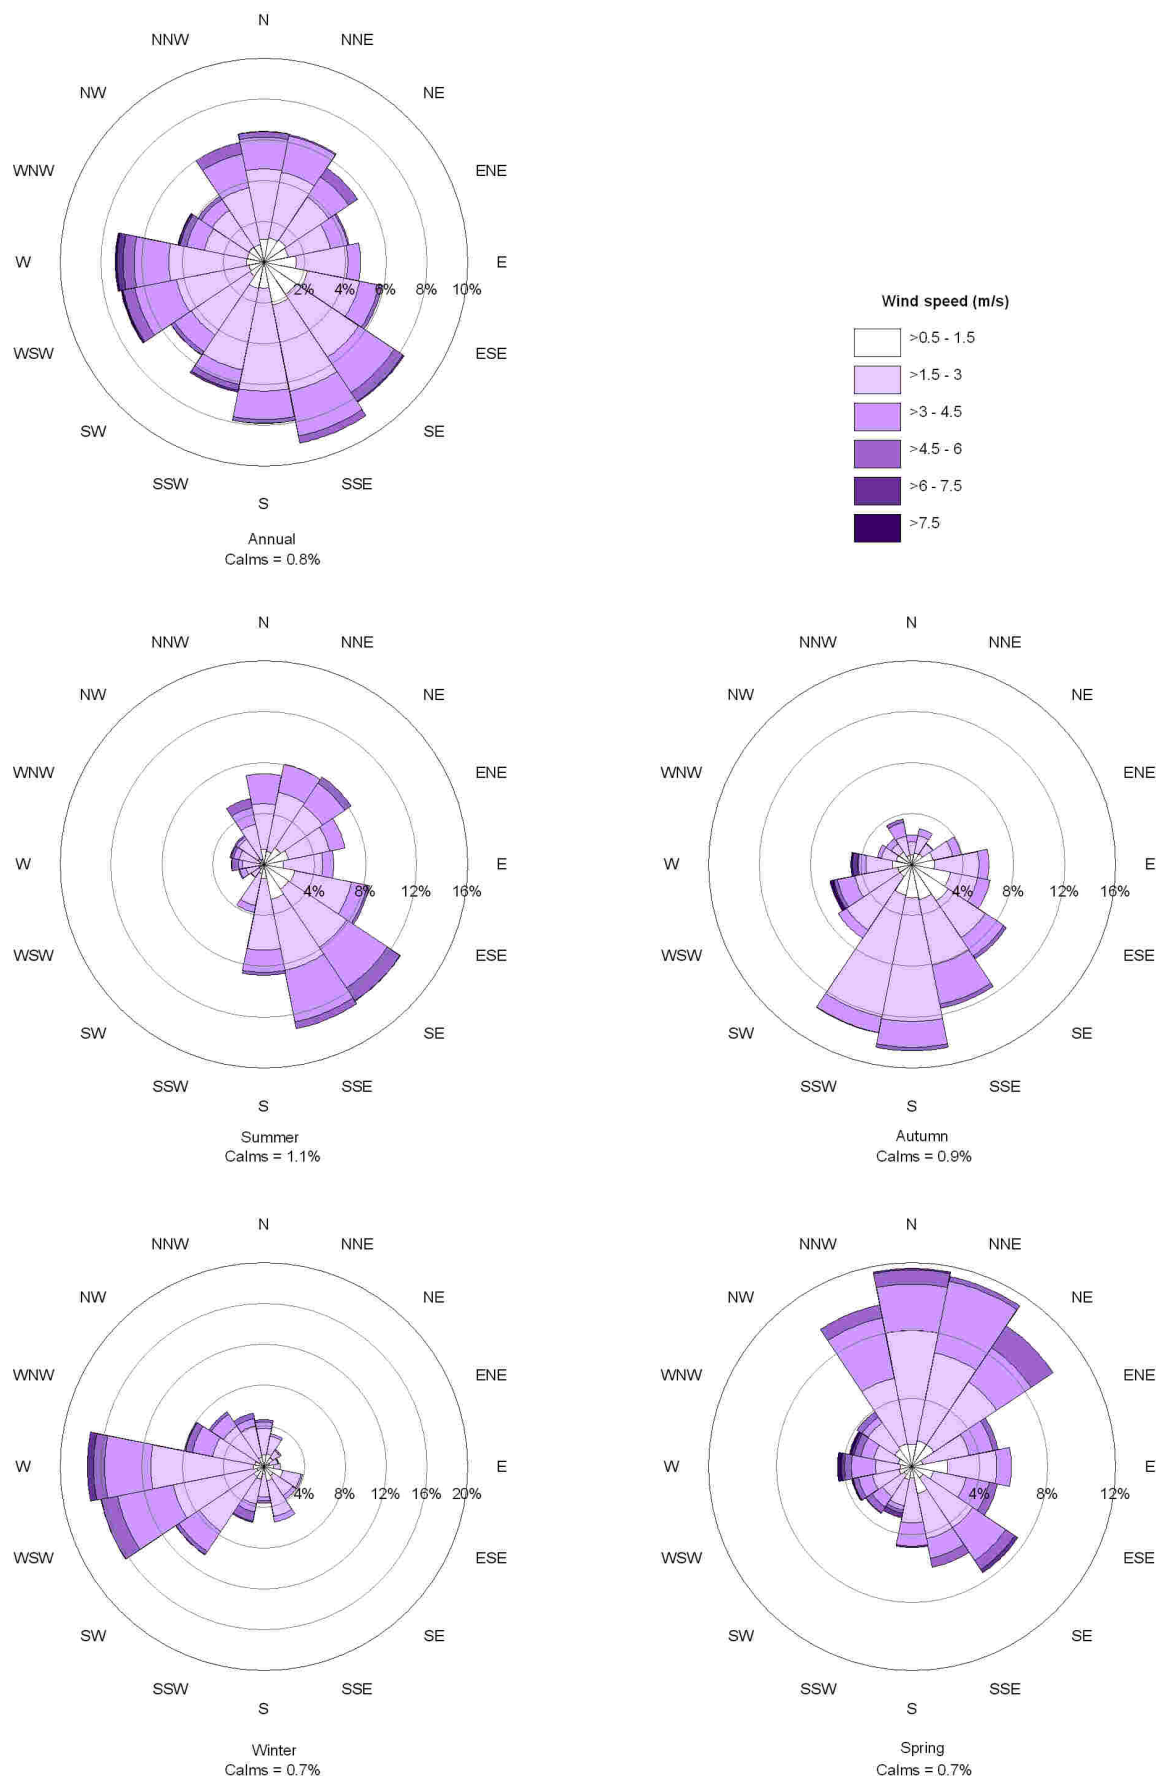 N
NNW NNE
NW NE
WNW ENE
W E
2% 4% 6% 8% 10%
WSW ESE
SW SE
SSW SSE
S
Annual
Calms = 0.8%
Wind speed (m/s)
>0.5 - 1.5
>1.5 - 3
>3 - 4.5
>4.5 - 6
>6 - 7.5
>7.5
N
NNW NNE
NW NE
WNW ENE
W E
4% 8% 12% 16%
WSW ESE
SW SE
SSW SSE
S
Summer
Calms = 1.1%
N
NNW NNE
NW NE
WNW ENE
W E
4% 8% 12% 16%
WSW ESE
SW SE
SSW SSE
S
Autumn
Calms = 0.9%
N
NNW NNE
NW NE
WNW ENE
W E
4% 8% 12% 16% 20%
WSW ESE
SW SE
SSW SSE
S
Winter
Calms = 0.7%
N
NNW NNE
NW NE
WNW ENE
W E
4% 8% 12%
WSW ESE
SW SE
SSW SSE
S
Spring
Calms = 0.7%